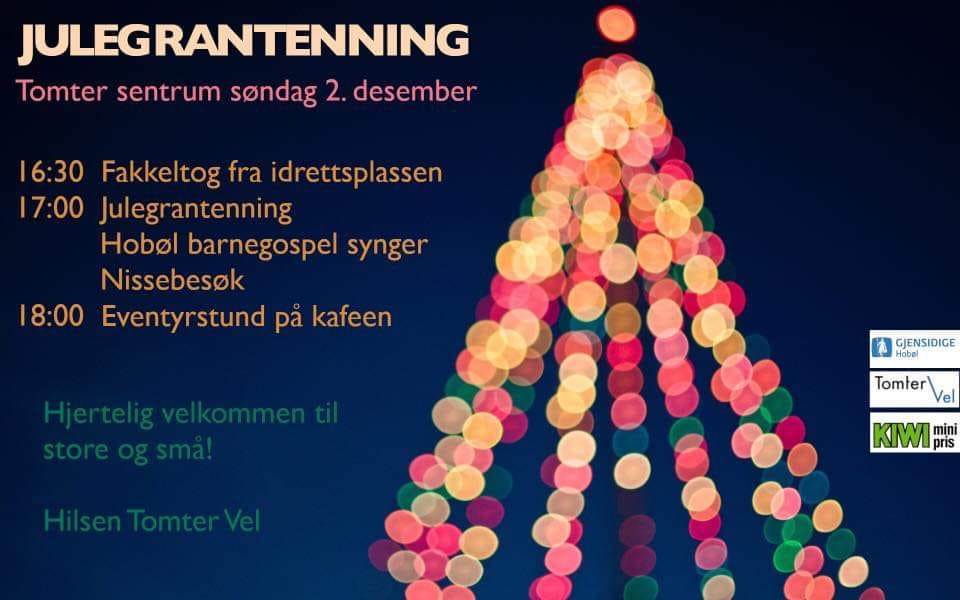 JULEGRANTENNING
Tomter sentrum søndag 2. desember
16:30 Fakkeltog fra idrettsplassen
17:00 Julegrantenning
Hobøl barnegospel synger
Nissebesøk
18:00 Eventyrstund på kafeen
Hjertelig velkommen til
store og små!
Hilsen Tomter Vel
GJENSIDIGE
Hobøl
Tomter
Vel
KIWI mini
pris